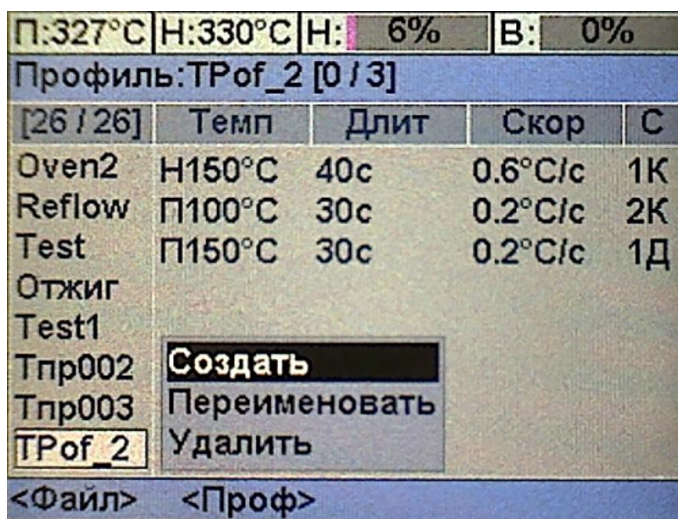 П:327°C Н:330°C Н: 6% В: 0%
Профиль:TPof_2 [0 / 3]
[26 / 26] Темп Длит Скор С
Oven2 Н150°C 40с 0.6°C/с 1К
Reflow П100°C 30с 0.2°C/с 2К
Test П150°C 30с 0.2°C/с 1Д
Отжиг
Test1
Тпр002 Создать
Тпр003 Переименовать
TPof_2 Удалить
<Файл> <Проф>